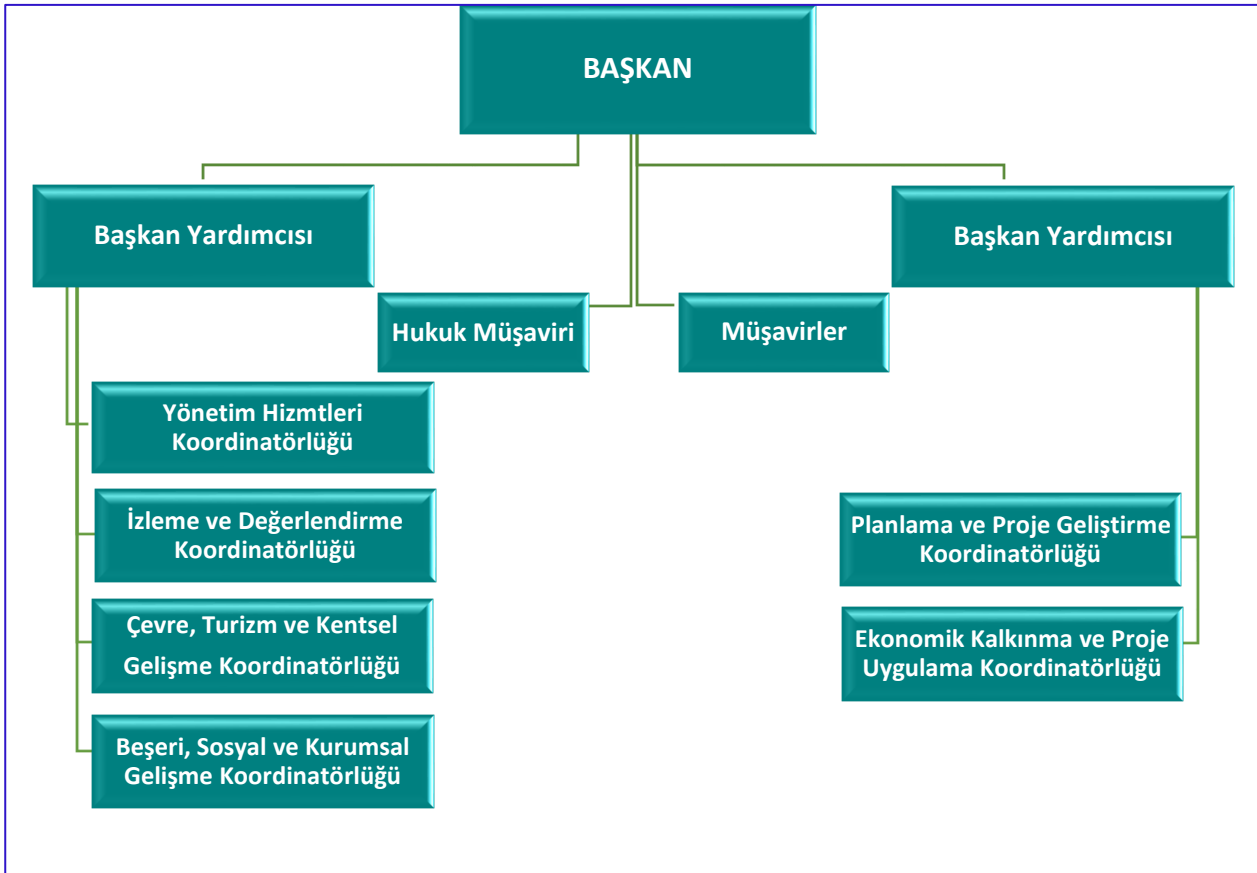 BAŞKAN
Başkan Yardımcısı
Başkan Yardımcısı
Hukuk Müşaviri
Müşavirler
Yönetim Hizmtleri
Koordinatörlüğü
İzleme ve Değerlendirme
Koordinatörlüğü
Çevre, Turizm ve Kentsel
Gelişme Koordinatörlüğü
Beşeri, Sosyal ve Kurumsal
Gelişme Koordinatörlüğü
Planlama ve Proje Geliştirme
Koordinatörlüğü
Ekonomik Kalkınma ve Proje
Uygulama Koordinatörlüğü